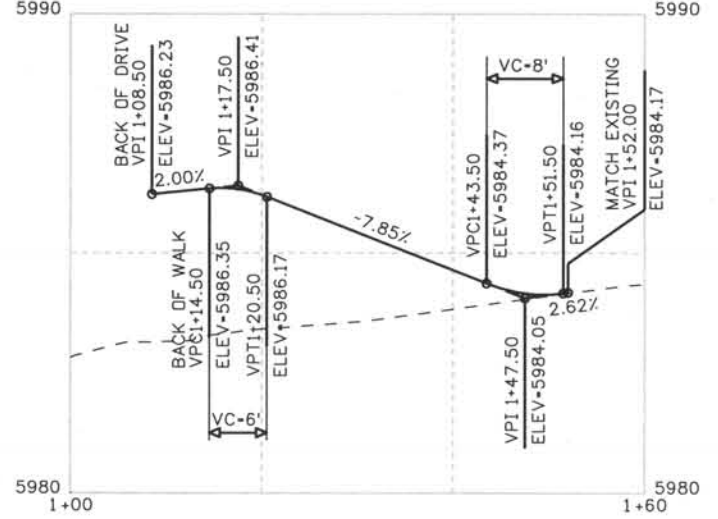 5990
5990
BACK OF DRIVE
VPI 1+08.50
ELEV=5986.23
VPI 1+17.50
ELEV=5986.41
VC=8'
VPC1+43.50
ELEV=5984.37
VPT1+51.50
ELEV=5984.16
MATCH EXISTING
VPI 1+52.00
ELEV=5984.17
2.00%
-7.85%
2.62%
BACK OF WALK
VPC1+14.50
ELEV=5986.35
VPT1+20.50
ELEV=5986.17
VPI 1+47.50
ELEV=5984.05
VC=6'
5980
5980
1+00
1+60